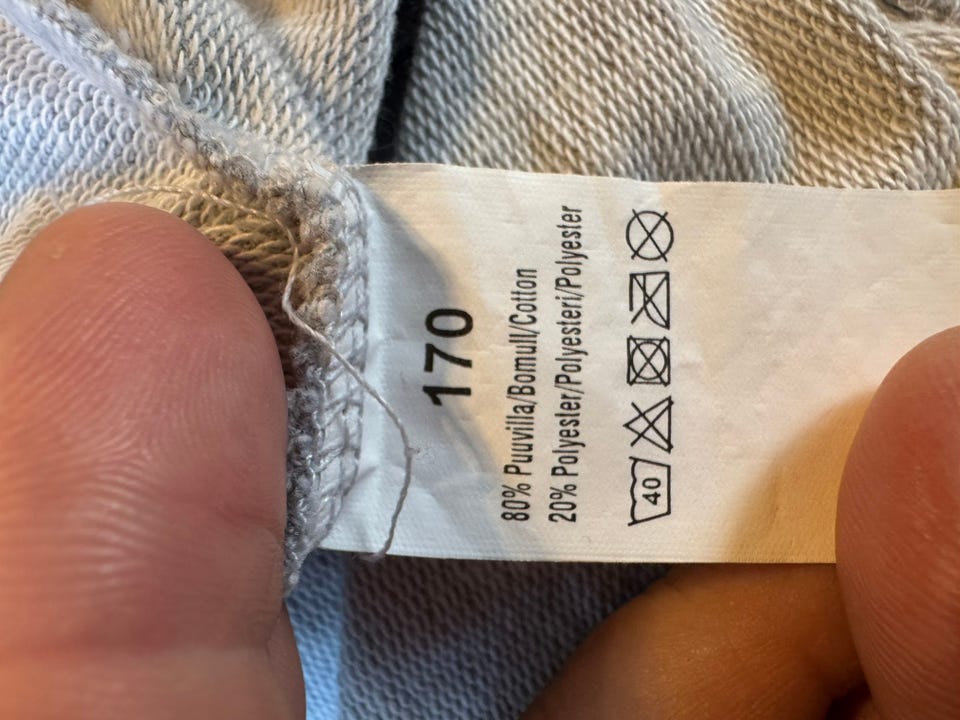 170
80% Puuvilla/Bomull/Cotton
20% Polyester/Polyesteri/Polyester
40